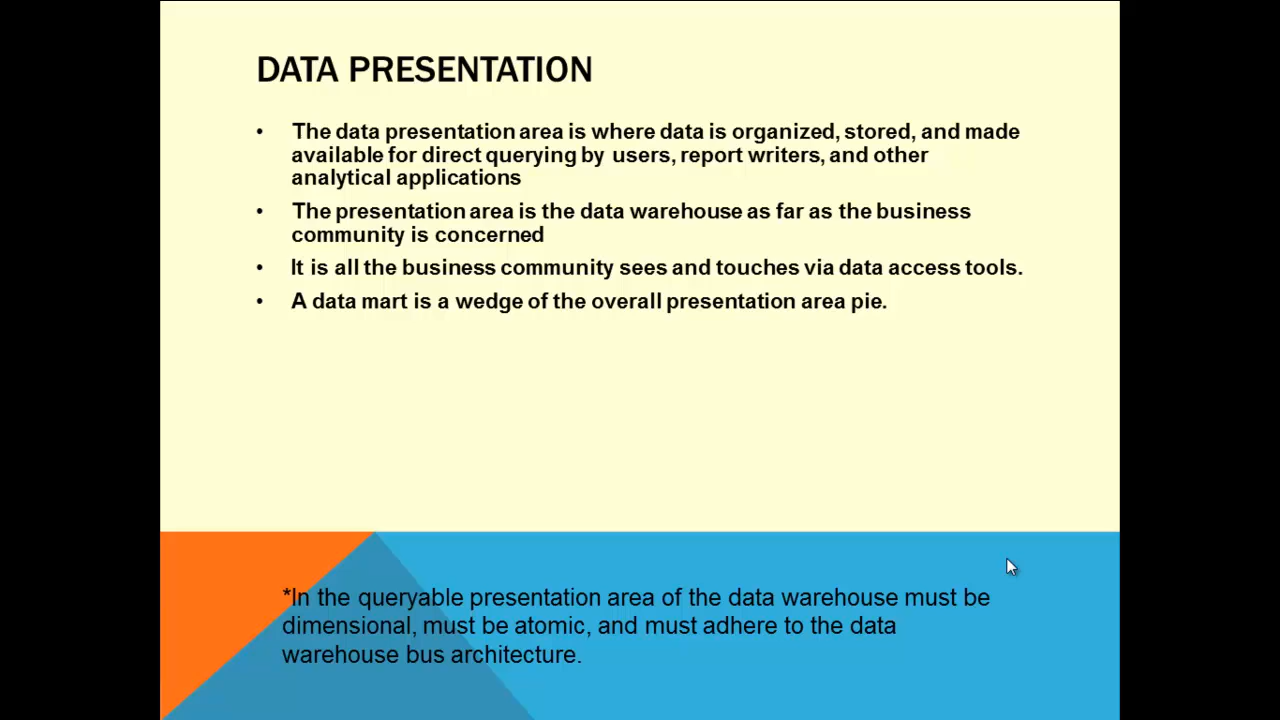 DATA PRESENTATION
• The data presentation area is where data is organized, stored, and made
available for direct querying by users, report writers, and other
analytical applications
• The presentation area is the data warehouse as far as the business
community is concerned
• It is all the business community sees and touches via data access tools.
• A data mart is a wedge of the overall presentation area pie.
*In the queryable presentation area of the data warehouse must be
dimensional, must be atomic, and must adhere to the data
warehouse bus architecture.